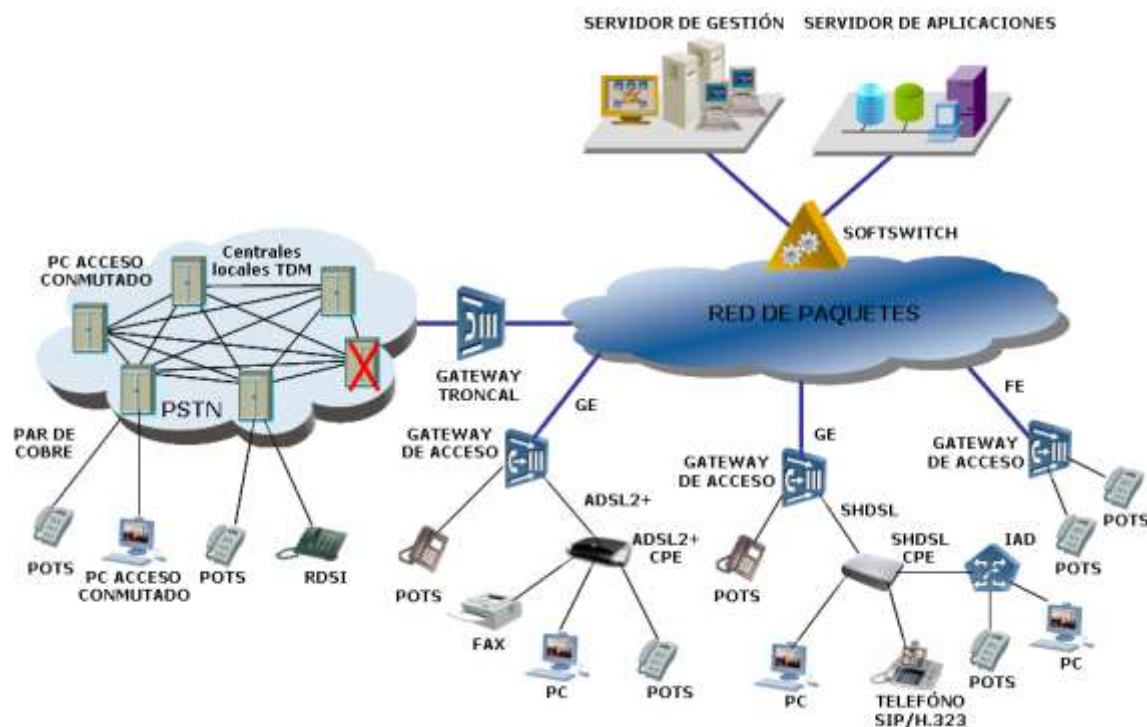 SERVIDOR DE GESTIÓN
SERVIDOR DE APLICACIONES
SOFTSWITCH
PC ACCESO
CONMUTADO
Centrales
locales TDM
RED DE PAQUETES
PSTN
GATEWAY
TRONCAL
PAR DE
COBRE
GE
GATEWAY
DE ACCESO
GE
GATEWAY
DE ACCESO
FE
GATEWAY
DE ACCESO
POTS
PC ACCESO
CONMUTADO
POTS
RDSI
ADSL2+
ADSL2+
CPE
POTS
FAX
PC
POTS
SHDSL
SHDSL
CPE
IAD
POTS
POTS
POTS
PC
TELEFÓNO
SIP/H.323
POTS
PC